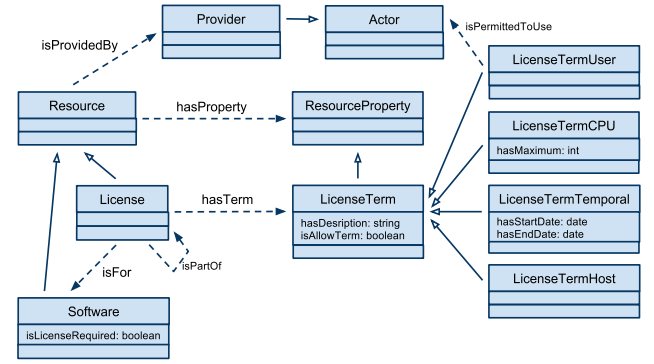 Provider
Actor
isPermittedToUse
isProvidedBy
LicenseTermUser
Resource
hasProperty
ResourceProperty
LicenseTermCPU
hasMaximum: int
License
hasTerm
LicenseTerm
hasDesription: string
isAllowTerm: boolean
LicenseTermTemporal
hasStartDate: date
hasEndDate: date
isFor
isPartOf
LicenseTermHost
Software
isLicenseRequired: boolean